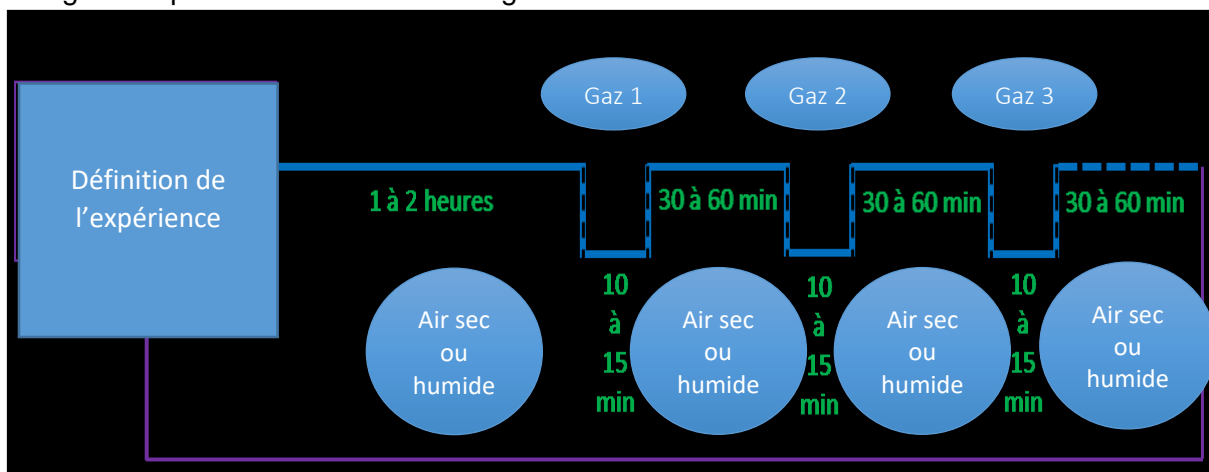 Gaz 1
Gaz 2
Gaz 3
Définition de
l'expérience
1 à 2 heures
30 à 60 min
30 à 60 min
30 à 60 min
Air sec
ou
humide
10
à
15
min
Air sec
ou
humide
10
à
15
min
Air sec
ou
humide
10
à
15
min
Air sec
ou
humide